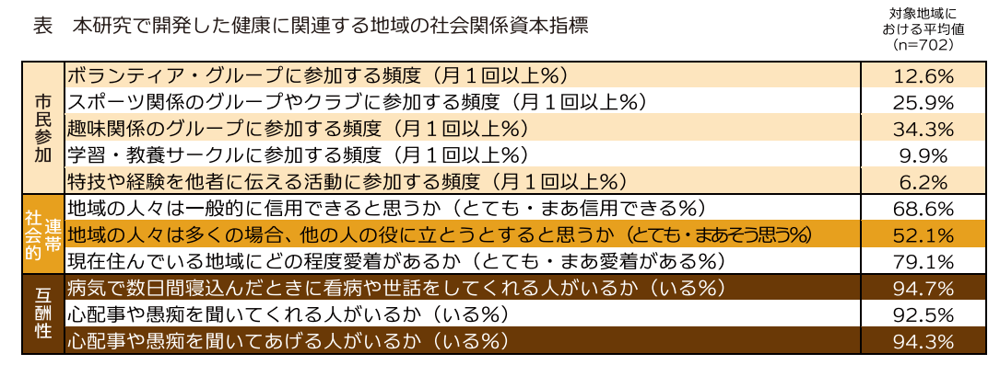 表　本研究で開発した健康に関連する地域の社会関係資本指標
対象地域に
おける平均値
（n=702）
市民参加
ボランティア・グループに参加する頻度（月１回以上％） 12.6%
スポーツ関係のグループやクラブに参加する頻度（月１回以上％） 25.9%
趣味関係のグループに参加する頻度（月１回以上％） 34.3%
学習・教養サークルに参加する頻度（月１回以上％） 9.9%
特技や経験を他者に伝える活動に参加する頻度（月１回以上％） 6.2%
社会的
連帯
地域の人々は一般的に信用できると思うか（とても・まあ信用できる％） 68.6%
地域の人々は多くの場合、他の人の役に立とうとすると思うか（とても・まあそう思う％） 52.1%
現在住んでいる地域にどの程度愛着があるか（とても・まあ愛着がある％） 79.1%
互酬性
病気で数日間寝込んだときに看病や世話をしてくれる人がいるか（いる％） 94.7%
心配事や愚痴を聞いてくれる人がいるか（いる％） 92.5%
心配事や愚痴を聞いてあげる人がいるか（いる％） 94.3%